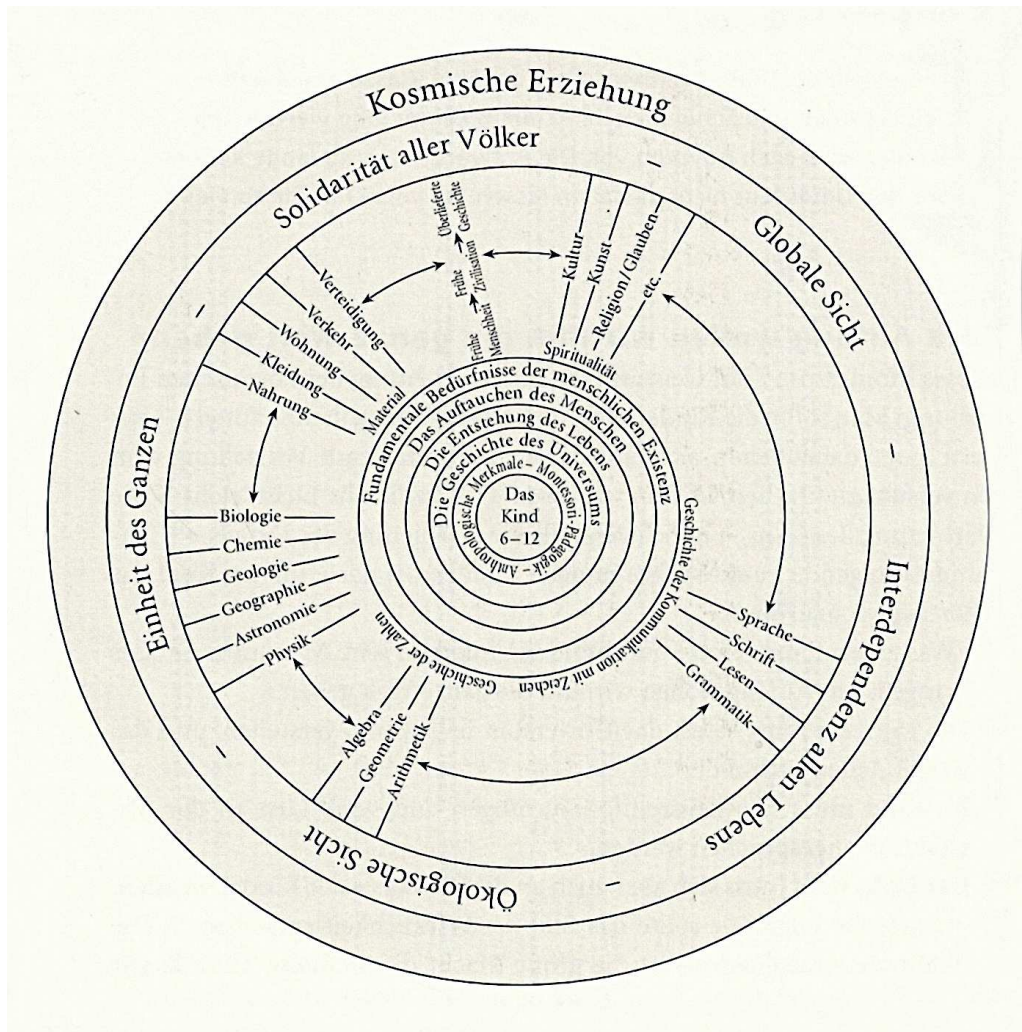 Kosmische Erziehung
Solidarität aller Völker
–
Globale Sicht
–
Interdependenz allen Lebens
–
Ökologische Sicht
–
Einheit des Ganzen
–
Frühe
Menschheit
Frühe
Zivilisation
Überlieferte
Geschichte
Kultur
Kunst
Religion/Glauben
etc.
Spiritualität
Verteidigung
Verkehr
Wohnung
Kleidung
Nahrung
Material
Biologie
Chemie
Geologie
Geographie
Astronomie
Physik
Algebra
Geometrie
Arithmetik
Geschichte der Zahlen
Sprache
Schrift
Lesen
Grammatik
Geschichte der Kommunikation mit Zeichen
Fundamentale Bedürfnisse der menschlichen Existenz
Das Auftauchen des Menschen
Die Entstehung des Lebens
Die Geschichte des Universums
Anthropologische Merkmale – Montessori-Pädagogik –
Das
Kind
6–12